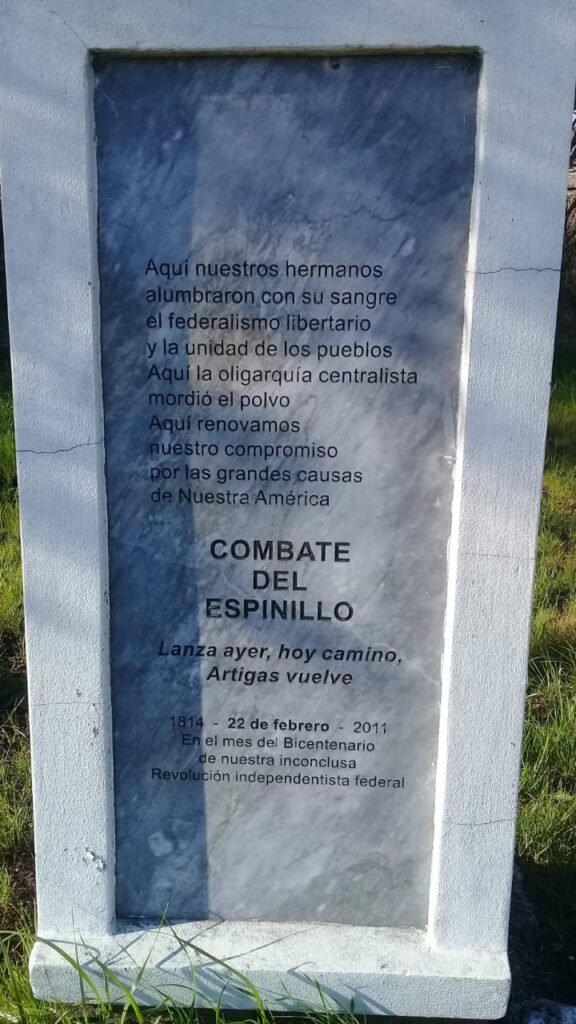 Aquí nuestros hermanos
alumbraron con su sangre
el federalismo libertario
y la unidad de los pueblos
Aquí la oligarquía centralista
mordió el polvo
Aquí renovamos
nuestro compromiso
por las grandes causas
de Nuestra América
COMBATE
DEL
ESPINILLO
Lanza ayer, hoy camino,
Artigas vuelve
1814 - 22 de febrero - 2011
En el mes del Bicentenario
de nuestra inconclusa
Revolución independentista federal